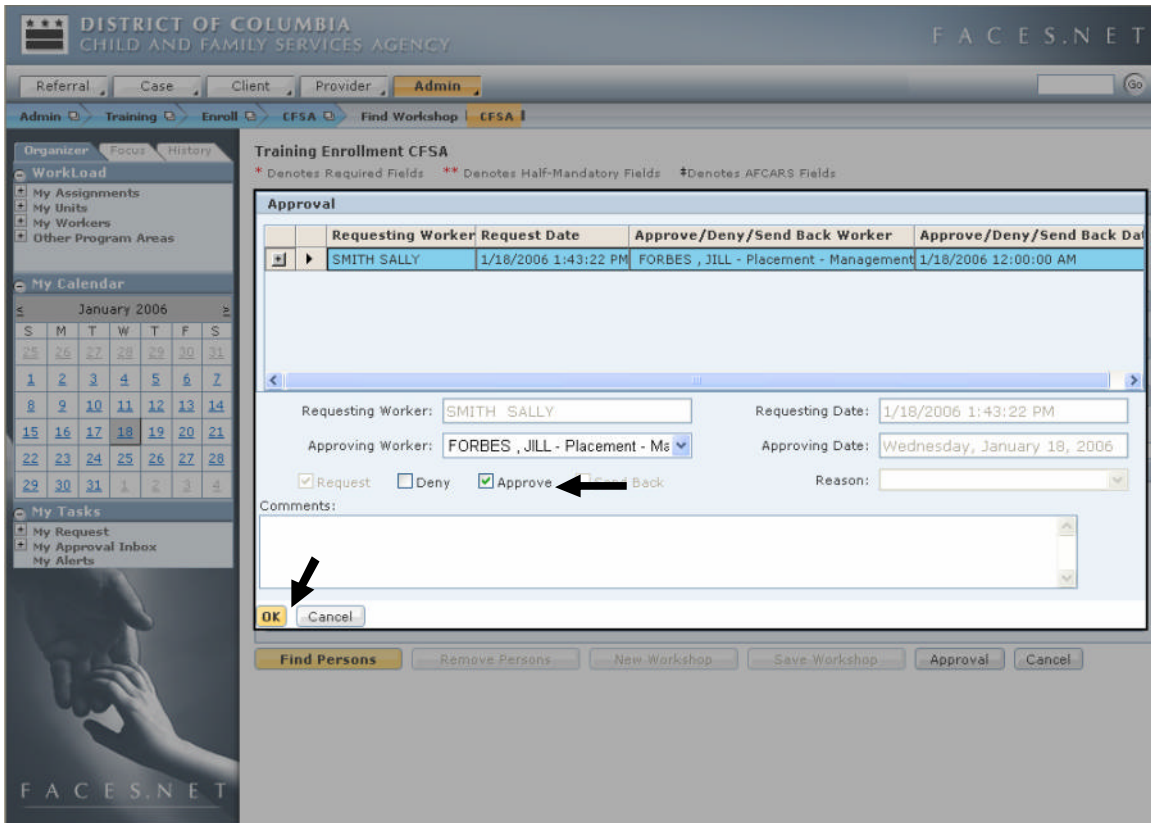 DISTRICT OF COLUMBIA
CHILD AND FAMILY SERVICES AGENCY
FACES.NET
Referral Case Client Provider Admin Go
Admin Training Enroll CFSA Find Workshop CFSA
Organizer Focus History
WorkLoad
My Assignments
My Units
My Workers
Other Program Areas
My Calendar
< January 2006 >
S M T W T F S
25 26 27 28 29 30 31
1 2 3 4 5 6 7
8 9 10 11 12 13 14
15 16 17 18 19 20 21
22 23 24 25 26 27 28
29 30 31 1 2 3 4
My Tasks
My Request
My Approval Inbox
My Alerts
FACES.NET
Training Enrollment CFSA
* Denotes Required Fields ** Denotes Half-Mandatory Fields ‡Denotes AFCARS Fields
Approval
Requesting Worker Request Date Approve/Deny/Send Back Worker Approve/Deny/Send Back Dat
SMITH SALLY 1/18/2006 1:43:22 PM FORBES , JILL - Placement - Management 1/18/2006 12:00:00 AM
Requesting Worker: SMITH SALLY Requesting Date: 1/18/2006 1:43:22 PM
Approving Worker: FORBES , JILL - Placement - Ma Approving Date: Wednesday, January 18, 2006
Request Deny Approve Send Back Reason:
Comments:
OK Cancel
Find Persons Remove Persons New Workshop Save Workshop Approval Cancel